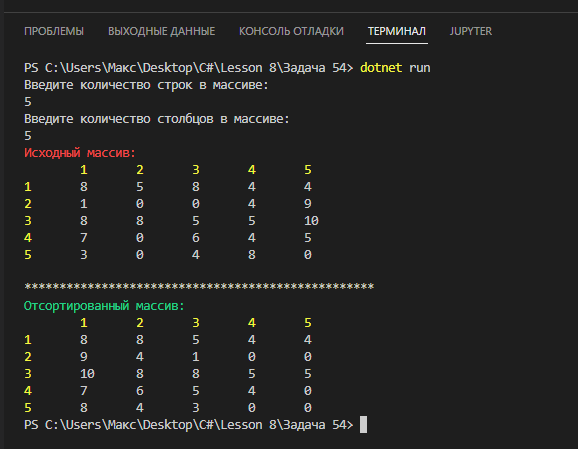 ПРОБЛЕМЫ ВЫХОДНЫЕ ДАННЫЕ КОНСОЛЬ ОТЛАДКИ ТЕРМИНАЛ JUPYTER
PS C:\Users\Макс\Desktop\C#\Lesson 8\Задача 54> dotnet run
Введите количество строк в массиве:
5
Введите количество столбцов в массиве:
5
Исходный массив:
1 2 3 4 5
1 8 5 8 4 4
2 1 0 0 4 9
3 8 8 5 5 10
4 7 0 6 4 5
5 3 0 4 8 0
**************************************************
Отсортированный массив:
1 2 3 4 5
1 8 8 5 4 4
2 9 4 1 0 0
3 10 8 8 5 5
4 7 6 5 4 0
5 8 4 3 0 0
PS C:\Users\Макс\Desktop\C#\Lesson 8\Задача 54>